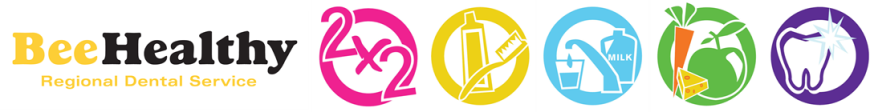 BeeHealthy
Regional Dental Service
2x2
MILK